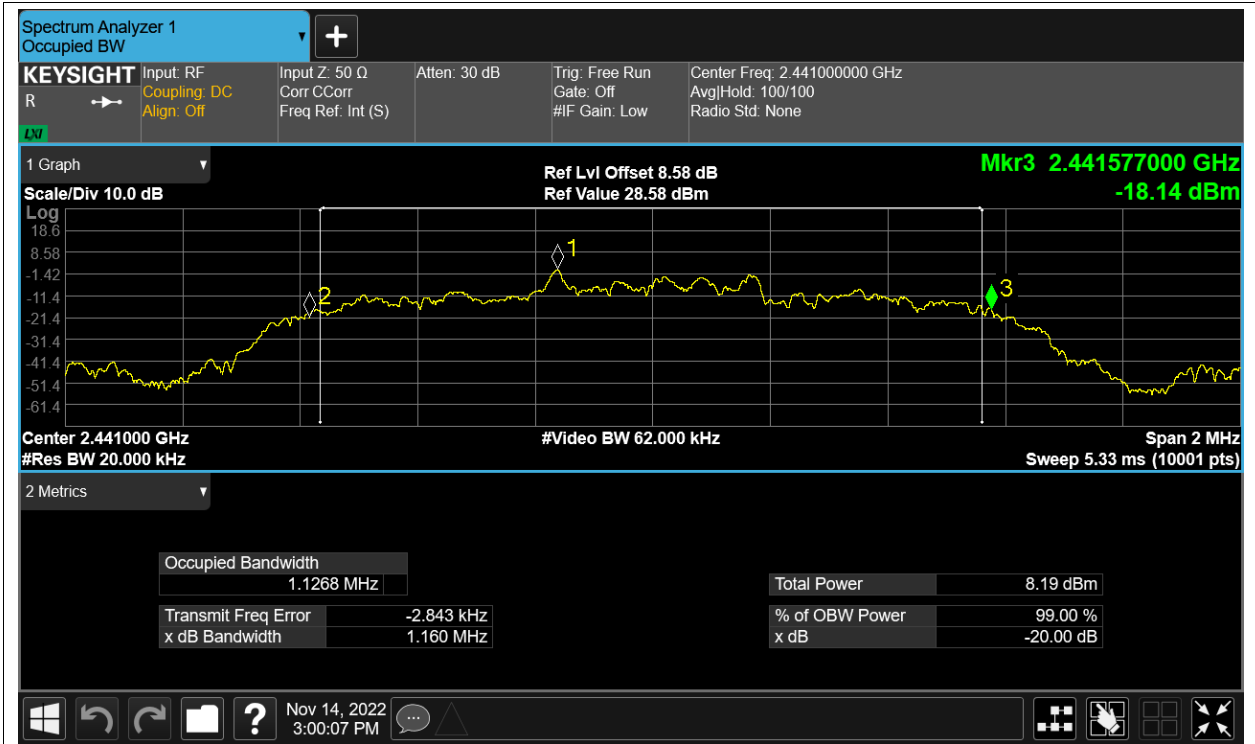 Spectrum Analyzer 1
Occupied BW
KEYSIGHT
R
LXI
Input: RF
Coupling: DC
Align: Off
Input Z: 50 Ω
Corr CCorr
Freq Ref: Int (S)
Atten: 30 dB
Trig: Free Run
Gate: Off
#IF Gain: Low
Center Freq: 2.441000000 GHz
Avg|Hold: 100/100
Radio Std: None
1 Graph
Scale/Div 10.0 dB
Ref Lvl Offset 8.58 dB
Ref Value 28.58 dBm
Mkr3 2.441577000 GHz
-18.14 dBm
Log
18.6
8.58
-1.42
-11.4
-21.4
-31.4
-41.4
-51.4
-61.4
1
2
3
Center 2.441000 GHz
#Res BW 20.000 kHz
#Video BW 62.000 kHz
Span 2 MHz
Sweep 5.33 ms (10001 pts)
2 Metrics
Occupied Bandwidth
1.1268 MHz
Transmit Freq Error -2.843 kHz
x dB Bandwidth 1.160 MHz
Total Power 8.19 dBm
% of OBW Power 99.00 %
x dB -20.00 dB
?
Nov 14, 2022
3:00:07 PM